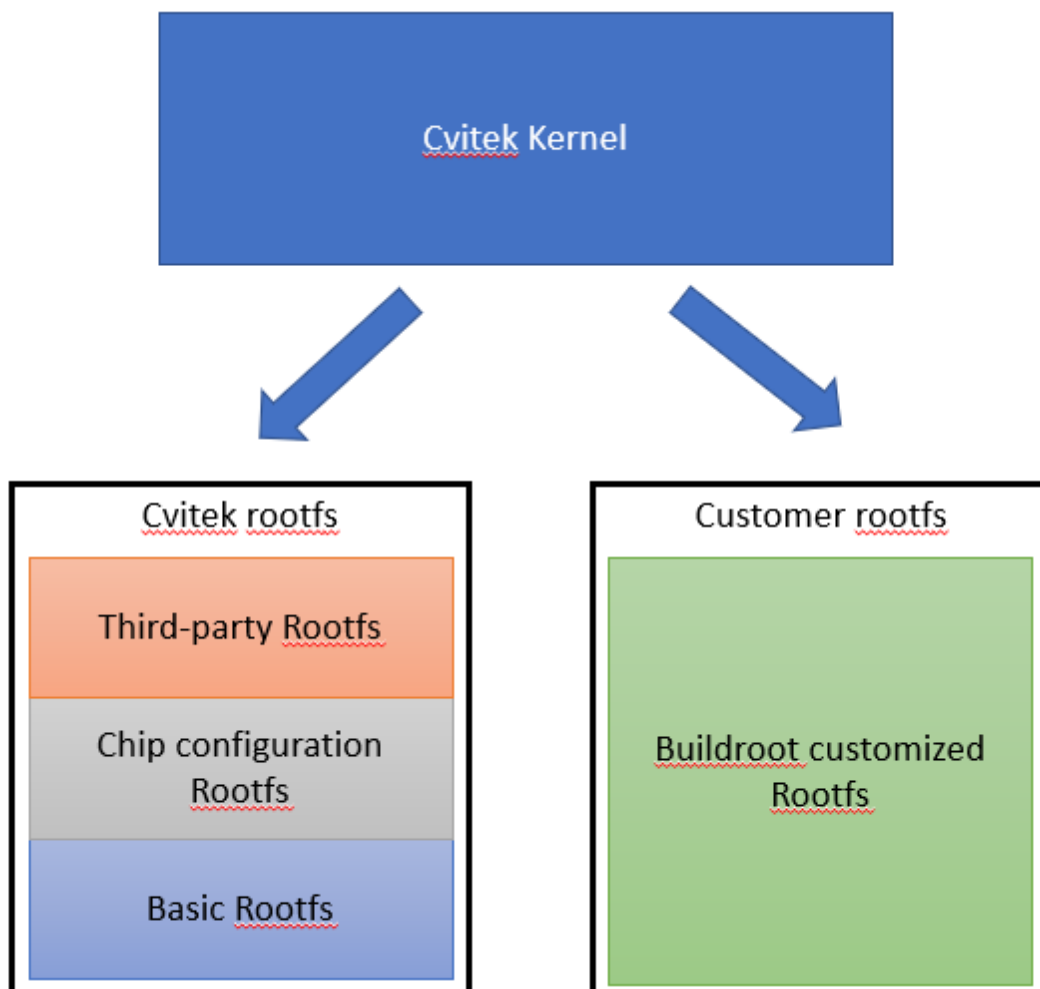 Cvitek Kernel
Cvitek rootfs
Third-party Rootfs
Chip configuration
Rootfs
Basic Rootfs
Customer rootfs
Buildroot customized
Rootfs